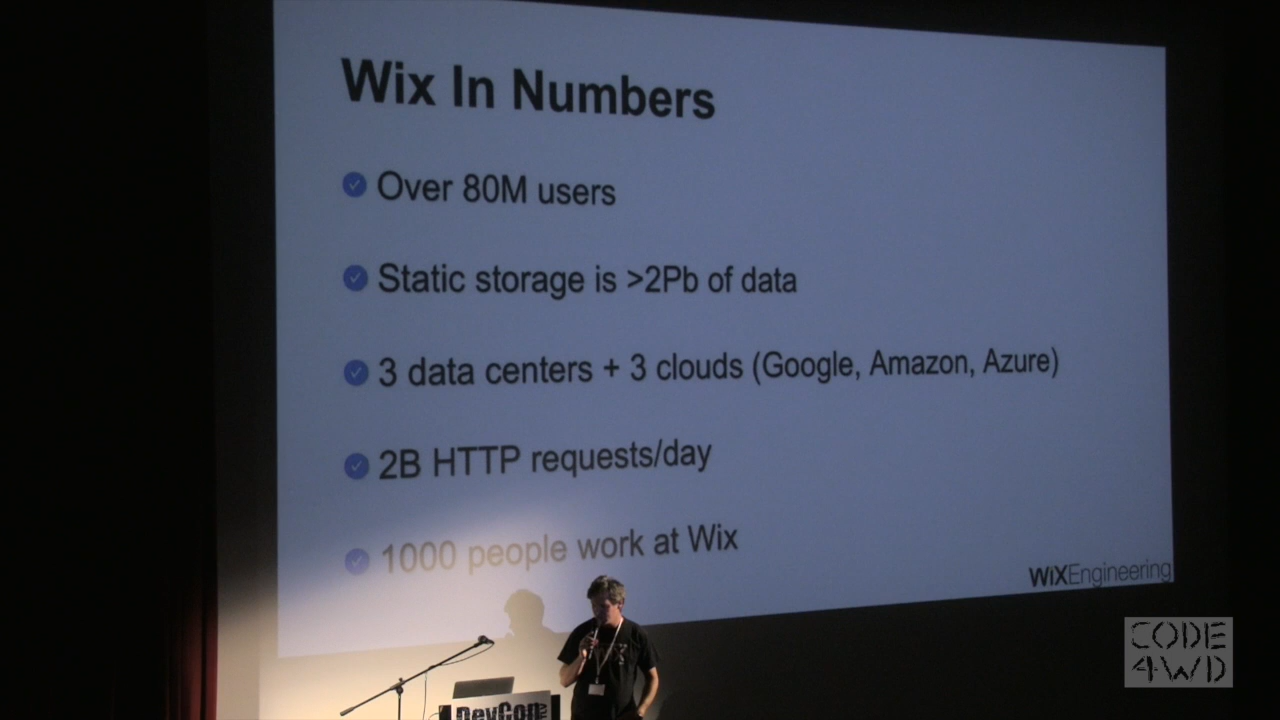 Wix In Numbers
Over 80M users
Static storage is >2Pb of data
3 data centers + 3 clouds (Google, Amazon, Azure)
2B HTTP requests/day
1000 people work at Wix
WiXEngineering
DevCon
CODE
4WD